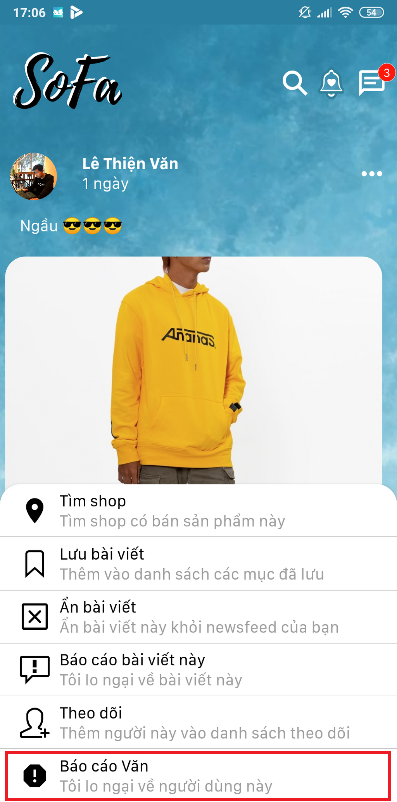 17:06
54
SoFa
3
Lê Thiện Văn
1 ngày
Ngầu 😎😎😎
Ananas
Tìm shop
Tìm shop có bán sản phẩm này
Lưu bài viết
Thêm vào danh sách các mục đã lưu
Ẩn bài viết
Ẩn bài viết này khỏi newsfeed của bạn
Báo cáo bài viết này
Tôi lo ngại về bài viết này
Theo dõi
Thêm người này vào danh sách theo dõi
Báo cáo Văn
Tôi lo ngại về người dùng này